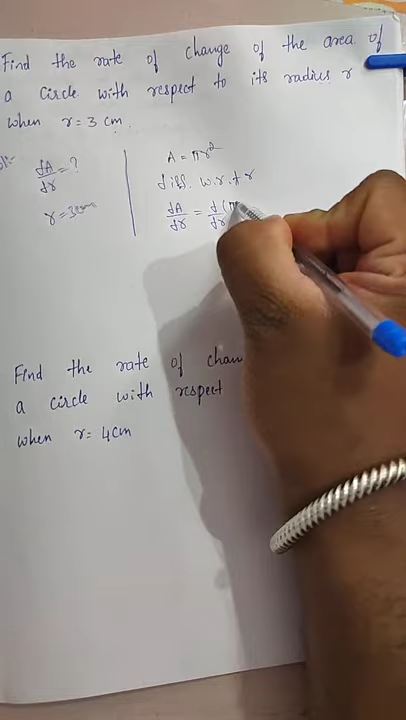 Find the rate of change of the area of
a circle with respect to its radius r
when r = 3 cm.
dA/dr = ?
r = 3cm
A = πr²
diff. w.r.t r
dA/dr = d(π/dr
Find the rate of chan
a circle with respect
when r = 4cm